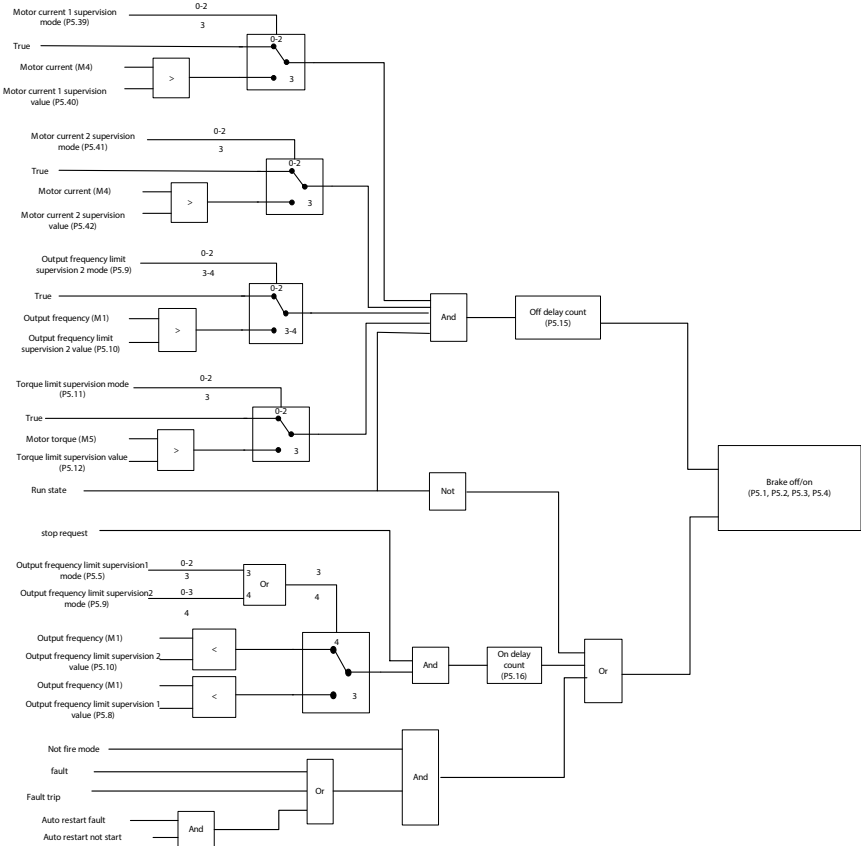 Motor current 1 supervision
mode (P5.39)
0-2
3
True
0-2
Motor current (M4)
>
3
Motor current 1 supervision
value (P5.40)
Motor current 2 supervision
mode (P5.41)
0-2
3
True
0-2
Motor current (M4)
>
3
Motor current 2 supervision
value (P5.42)
Output frequency limit
supervision 2 mode (P5.9)
0-2
3-4
True
0-2
Output frequency (M1)
>
3-4
Output frequency limit
supervision 2 value (P5.10)
And
Off delay count
(P5.15)
Torque limit supervision mode
(P5.11)
0-2
3
True
0-2
Motor torque (M5)
>
3
Torque limit supervision value
(P5.12)
Run state
Not
Brake off/on
(P5.1, P5.2, P5.3, P5.4)
stop request
Output frequency limit supervision1
mode (P5.5)
0-2
3
3
Or
3
Output frequency limit supervision2
mode (P5.9)
0-3
4
4
4
Output frequency (M1)
<
4
Output frequency limit supervision 2
value (P5.10)
Output frequency (M1)
<
3
Output frequency limit supervision 1
value (P5.8)
And
On delay
count
(P5.16)
Or
Not fire mode
fault
Fault trip
Or
And
Auto restart fault
And
Auto restart not start